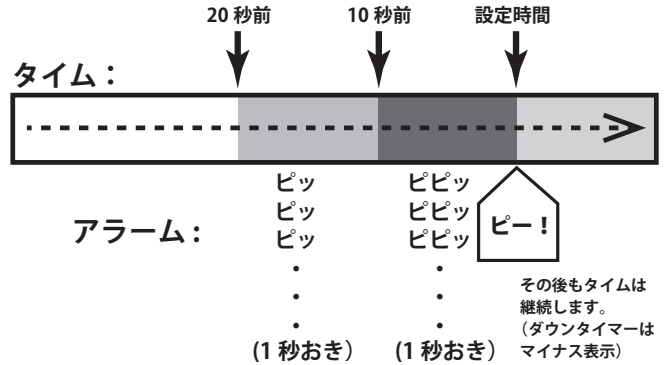 20 秒前
10 秒前
設定時間
タイム：
アラーム：
ピッ
ピッ
ピッ
・
・
・
(1 秒おき）
ピピッ
ピピッ
ピピッ
・
・
・
(1 秒おき）
ピー！
その後もタイムは
継続します。
（ダウンタイマーは
マイナス表示）